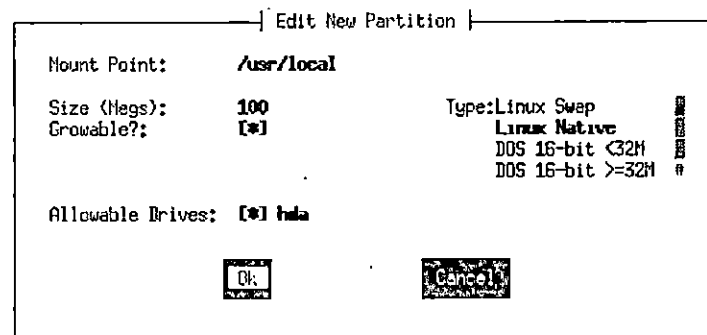 Edit New Partition
Mount Point: /usr/local
Size (Megs): 100
Growable?: [*]
Type:Linux Swap
Linux Native
DOS 16-bit <32M
DOS 16-bit >=32M #
Allowable Drives: [*] hda
Ok Cancel